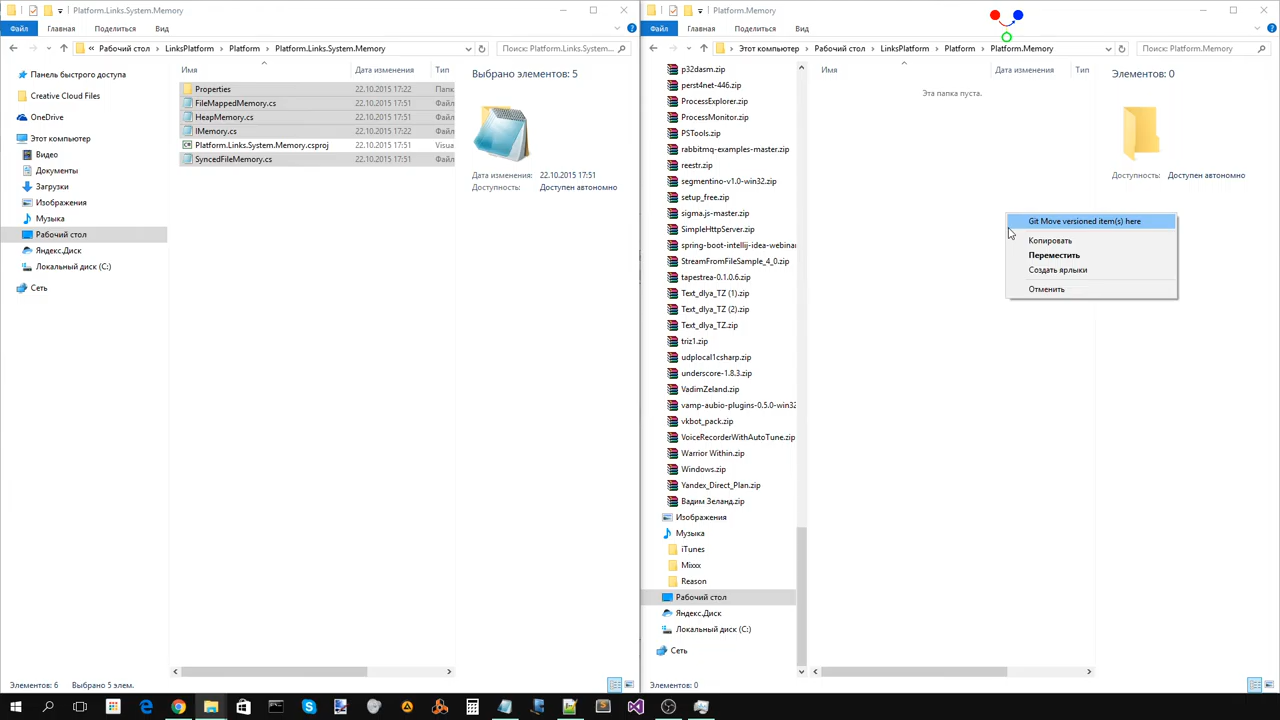 Platform.Links.System.Memory
Файл Главная Поделиться Вид
« Рабочий стол › LinksPlatform › Platform › Platform.Links.System.Memory
Поиск: Platform.Links.System....
Панель быстрого доступа
Creative Cloud Files
OneDrive
Этот компьютер
Видео
Документы
Загрузки
Изображения
Музыка
Рабочий стол
Яндекс.Диск
Локальный диск (C:)
Сеть
Имя Дата изменения Тип
Properties 22.10.2015 17:22 Папк
FileMappedMemory.cs 22.10.2015 17:51 Файл
HeapMemory.cs 22.10.2015 17:51 Файл
IMemory.cs 22.10.2015 17:22 Файл
Platform.Links.System.Memory.csproj 22.10.2015 17:51 Visua
SyncedFileMemory.cs 22.10.2015 17:51 Файл
Выбрано элементов: 5
Дата изменения: 22.10.2015 17:51
Доступность: Доступен автономно
Элементов: 6 Выбрано 5 элем.
Platform.Memory
Файл Главная Поделиться Вид
Этот компьютер › Рабочий стол › LinksPlatform › Platform › Platform.Memory
Поиск: Platform.Memory
p32dasm.zip
perst4net-446.zip
ProcessExplorer.zip
ProcessMonitor.zip
PSTools.zip
rabbitmq-examples-master.zip
reestr.zip
segmentino-v1.0-win32.zip
setup_free.zip
sigma.js-master.zip
SimpleHttpServer.zip
spring-boot-intellij-idea-webinar
StreamFromFileSample_4_0.zip
tapestrea-0.1.0.6.zip
Text_dlya_TZ (1).zip
Text_dlya_TZ (2).zip
Text_dlya_TZ.zip
triz1.zip
udplocal1csharp.zip
underscore-1.8.3.zip
VadimZeland.zip
vamp-aubio-plugins-0.5.0-win32
vkbot_pack.zip
VoiceRecorderWithAutoTune.zip
Warrior Within.zip
Windows.zip
Yandex_Direct_Plan.zip
Вадим Зеланд.zip
Изображения
Музыка
iTunes
Mixxx
Reason
Рабочий стол
Яндекс.Диск
Локальный диск (C:)
Сеть
Имя Дата изменения Тип
Эта папка пуста.
Git Move versioned item(s) here
Копировать
Переместить
Создать ярлыки
Отменить
Элементов: 0
Доступность: Доступен автономно
Элементов: 0